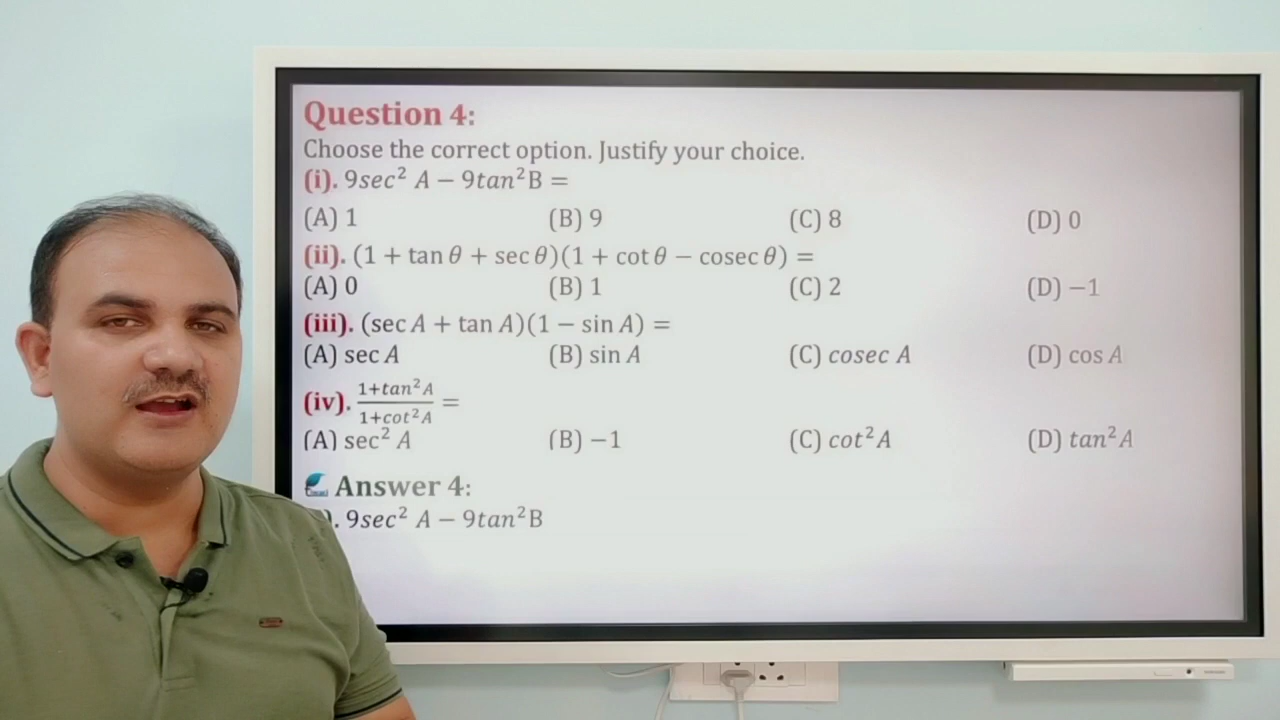 Question 4:
Choose the correct option. Justify your choice.
(i). 9sec² A − 9tan²B =
(A) 1 (B) 9 (C) 8 (D) 0
(ii). (1 + tan θ + sec θ)(1 + cot θ − cosec θ) =
(A) 0 (B) 1 (C) 2 (D) −1
(iii). (sec A + tan A)(1 − sin A) =
(A) sec A (B) sin A (C) cosec A (D) cos A
(iv). 1+tan²A / 1+cot²A =
(A) sec² A (B) −1 (C) cot²A (D) tan²A
Answer 4:
). 9sec² A − 9tan²B